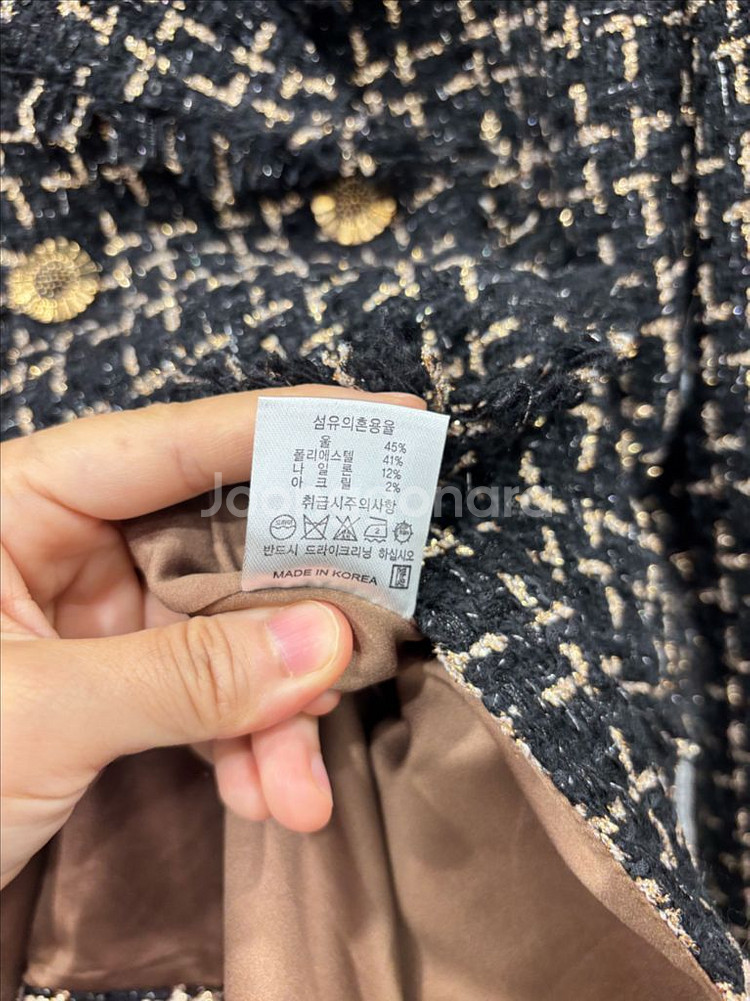 섬유의혼용율
울 45%
폴리에스텔 41%
나 일 론 12%
아 크 릴 2%
취급시주의사항
반드시 드라이크리닝 하십시오
MADE IN KOREA